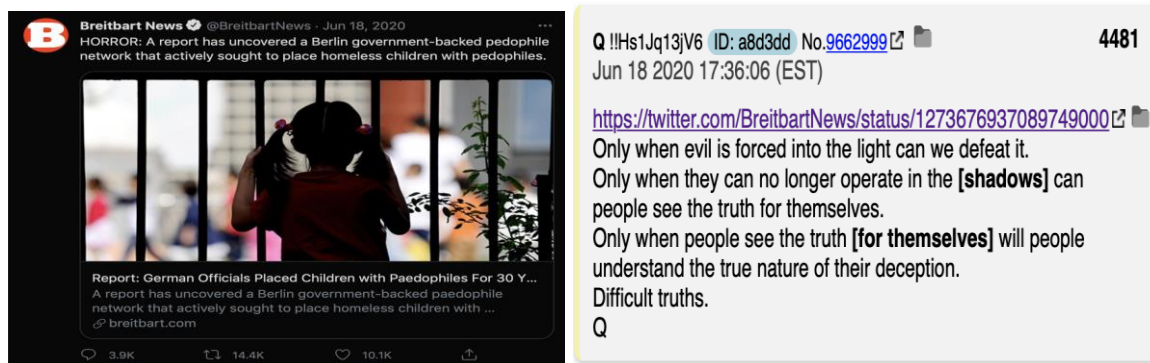 Breitbart News @BreitbartNews · Jun 18, 2020 ...
HORROR: A report has uncovered a Berlin government-backed pedophile
network that actively sought to place homeless children with pedophiles.
Report: German Officials Placed Children with Paedophiles For 30 Y...
A report has uncovered a Berlin government-backed paedophile
network that actively sought to place homeless children with ...
breitbart.com
3.9K 14.4K 10.1K
Q !!Hs1Jq13jV6 ID: a8d3dd No.9662999 4481
Jun 18 2020 17:36:06 (EST)
https://twitter.com/BreitbartNews/status/1273676937089749000
Only when evil is forced into the light can we defeat it.
Only when they can no longer operate in the [shadows] can
people see the truth for themselves.
Only when people see the truth [for themselves] will people
understand the true nature of their deception.
Difficult truths.
Q